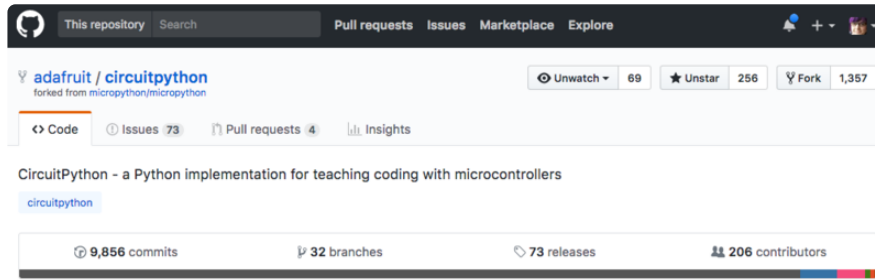 This repository Search Pull requests Issues Marketplace Explore
adafruit / circuitpython Unwatch 69 Unstar 256 Fork 1,357
forked from micropython/micropython
Code Issues 73 Pull requests 4 Insights
CircuitPython - a Python implementation for teaching coding with microcontrollers
circuitpython
9,856 commits 32 branches 73 releases 206 contributors